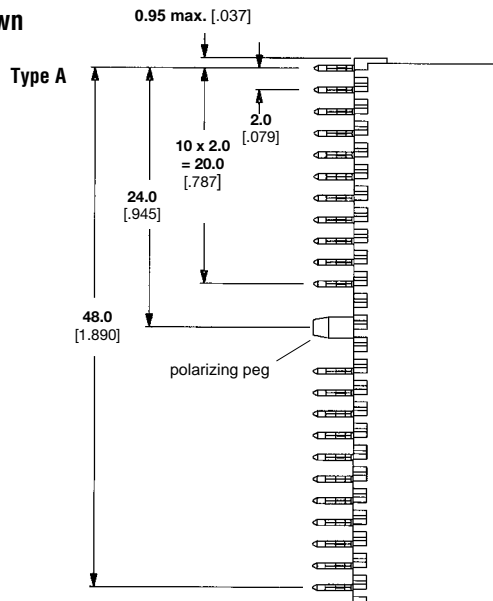 wn
0.95 max. [.037]
Type A
2.0
[.079]
10 x 2.0
= 20.0
[.787]
24.0
[.945]
48.0
[1.890]
polarizing peg